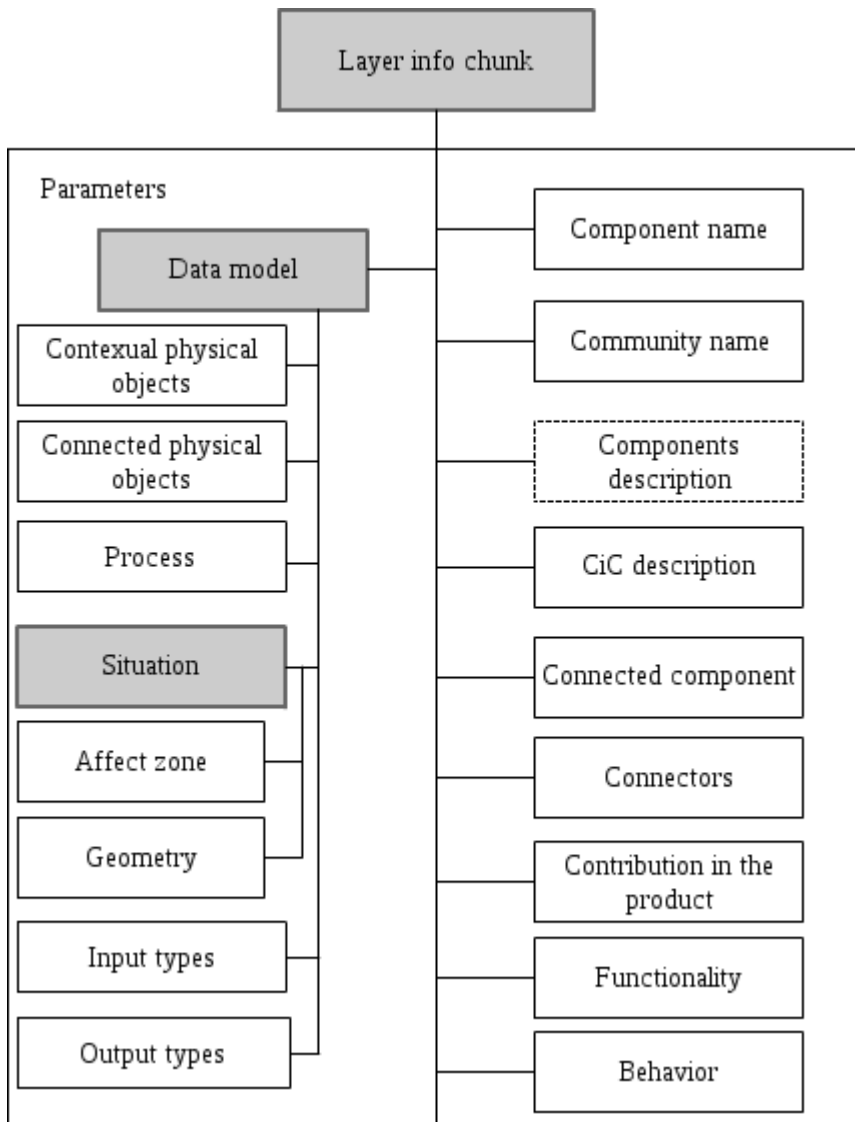 Layer info chunk
Parameters
Data model
Contexual physical
objects
Connected physical
objects
Process
Situation
Affect zone
Geometry
Input types
Output types
Component name
Community name
Components
description
CiC description
Connected component
Connectors
Contribution in the
product
Functionality
Behavior